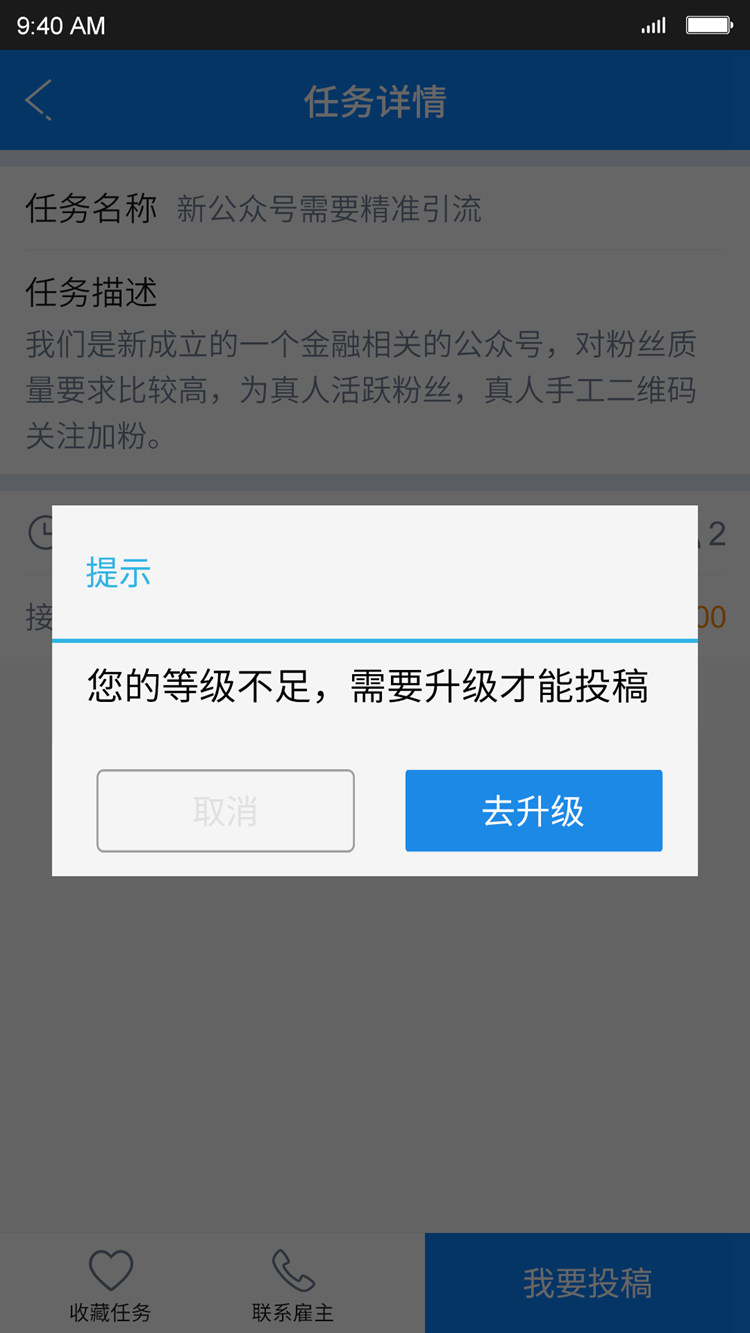 9:40 AM
任务详情
任务名称 新公众号需要精准引流
任务描述
我们是新成立的一个金融相关的公众号，对粉丝质
量要求比较高，为真人活跃粉丝，真人手工二维码
关注加粉。
2
接
00
提示
您的等级不足，需要升级才能投稿
取消 去升级
收藏任务 联系雇主 我要投稿